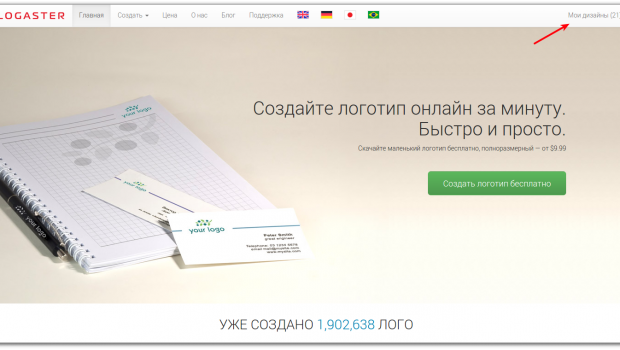 LOGASTER
Главная
Создать
Цена
О нас
Блог
Поддержка
Мои дизайны (21
Создайте логотип онлайн за минуту.
Быстро и просто.
Скачайте маленький логотип бесплатно, полноразмерный — от $9.99
Создать логотип бесплатно
your logo
your logo
Peter Smith
great engineer
УЖЕ СОЗДАНО 1,902,638 ЛОГО